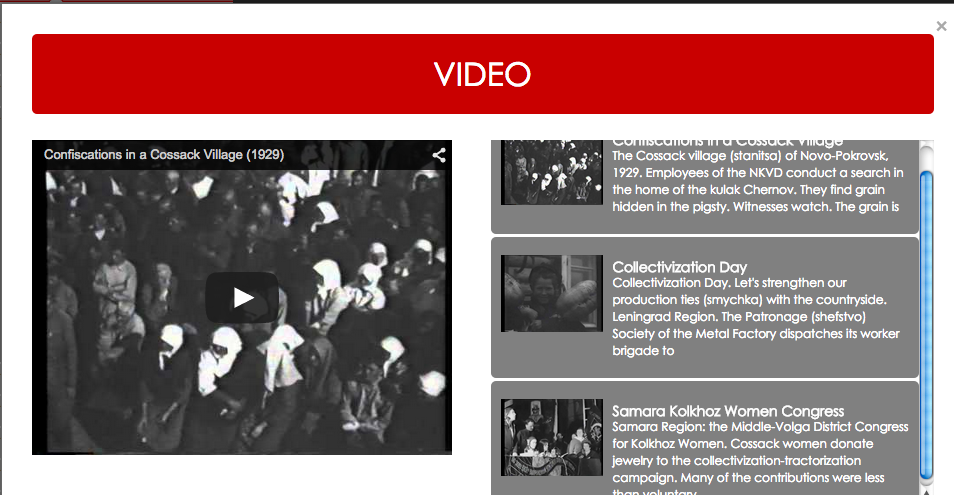 VIDEO
Confiscations in a Cossack Village (1929)
Confiscations in a Cossack Village
The Cossack village (stanitsa) of Novo-Pokrovsk,
1929. Employees of the NKVD conduct a search in
the home of the kulak Chernov. They find grain
hidden in the pigsty. Witnesses watch. The grain is
Collectivization Day
Collectivization Day. Let's strengthen our
production ties (smychka) with the countryside.
Leningrad Region. The Patronage (shefstvo)
Society of the Metal Factory dispatches its worker
brigade to
Samara Kolkhoz Women Congress
Samara Region: the Middle-Volga District Congress
for Kolkhoz Women. Cossack women donate
jewelry to the collectivization-tractorization
campaign. Many of the contributions were less
than voluntary